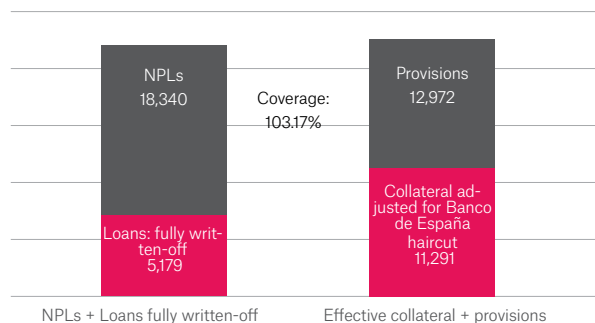 NPLs
18,340
Loans: fully writ-
ten-off
5,179
Coverage:
103.17%
Provisions
12,972
Collateral ad-
justed for Banco
de España
haircut
11,291
NPLs + Loans fully written-off
Effective collateral + provisions